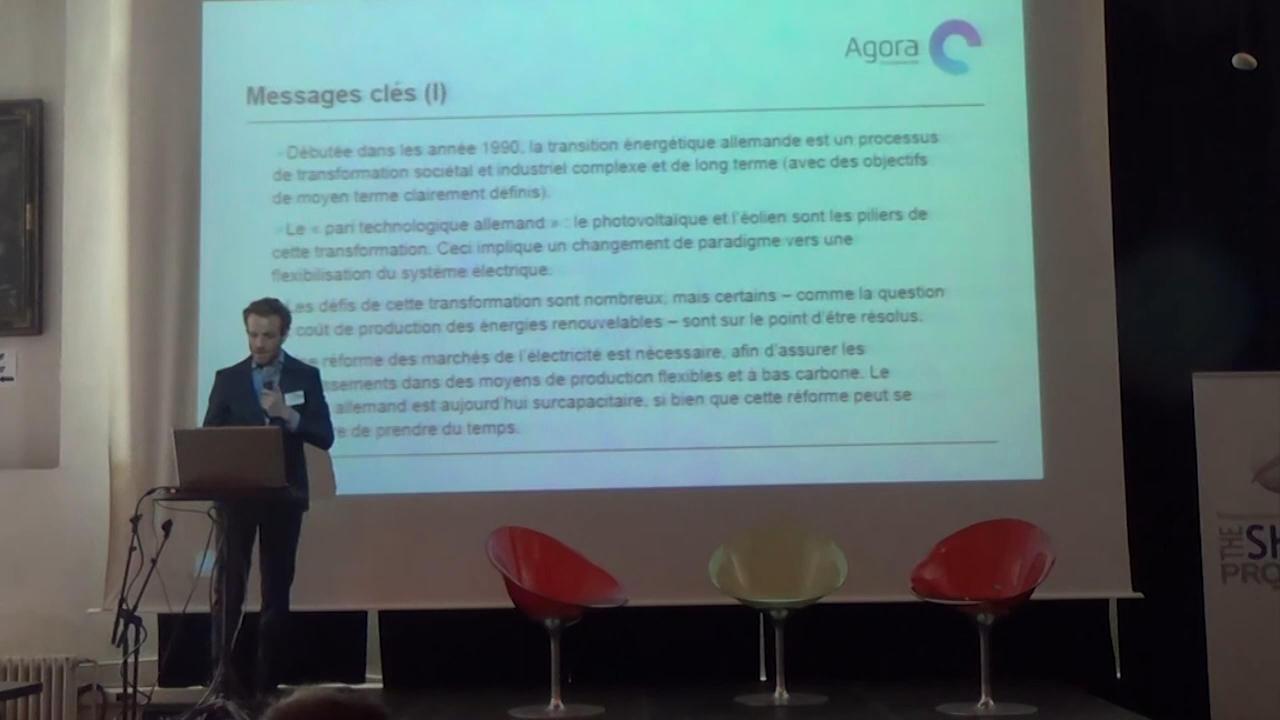 Agora
Messages clés (I)
Débutée dans les année 1990, la transition énergétique allemande est un processus
de transformation sociétal et industriel complexe et de long terme (avec des objectifs
de moyen terme clairement définis).
Le « pari technologique allemand » : le photovoltaïque et l'éolien sont les piliers de
cette transformation. Ceci implique un changement de paradigme vers une
flexibilisation du système électrique.
Les défis de cette transformation sont nombreux, mais certains – comme la question
coût de production des énergies renouvelables – sont sur le point d'être résolus.
réforme des marchés de l'électricité est nécessaire, afin d'assurer les
ssements dans des moyens de production flexibles et à bas carbone. Le
allemand est aujourd'hui surcapacitaire, si bien que cette réforme peut se
e de prendre du temps.
THE SH
PRO